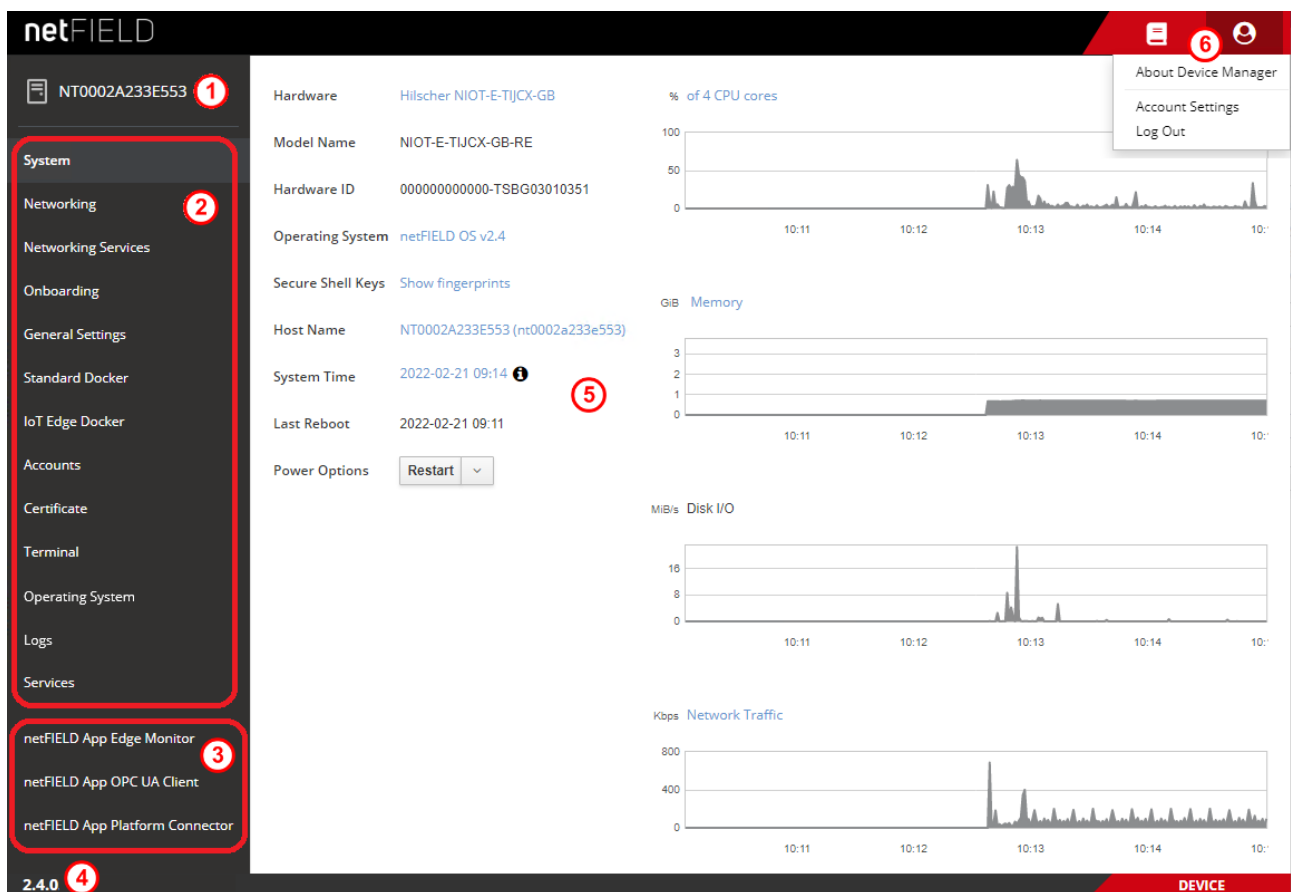 netFIELD
6
About Device Manager
Account Settings
Log Out
NT0002A233E553
1
System
Networking
2
Networking Services
Onboarding
General Settings
Standard Docker
IoT Edge Docker
Accounts
Certificate
Terminal
Operating System
Logs
Services
netFIELD App Edge Monitor
3
netFIELD App OPC UA Client
netFIELD App Platform Connector
2.4.0
4
Hardware Hilscher NIOT-E-TIJCX-GB
Model Name NIOT-E-TIJCX-GB-RE
Hardware ID 000000000000-TSBG03010351
Operating System netFIELD OS v2.4
Secure Shell Keys Show fingerprints
Host Name NT0002A233E553 (nt0002a233e553)
System Time 2022-02-21 09:14
5
Last Reboot 2022-02-21 09:11
Power Options Restart
% of 4 CPU cores
100
50
0
10:11 10:12 10:13 10:14 10:
GiB Memory
3
2
1
0
10:11 10:12 10:13 10:14 10:
MiB/s Disk I/O
16
8
0
10:11 10:12 10:13 10:14 10:
Kbps Network Traffic
800
400
0
10:11 10:12 10:13 10:14 10:
DEVICE